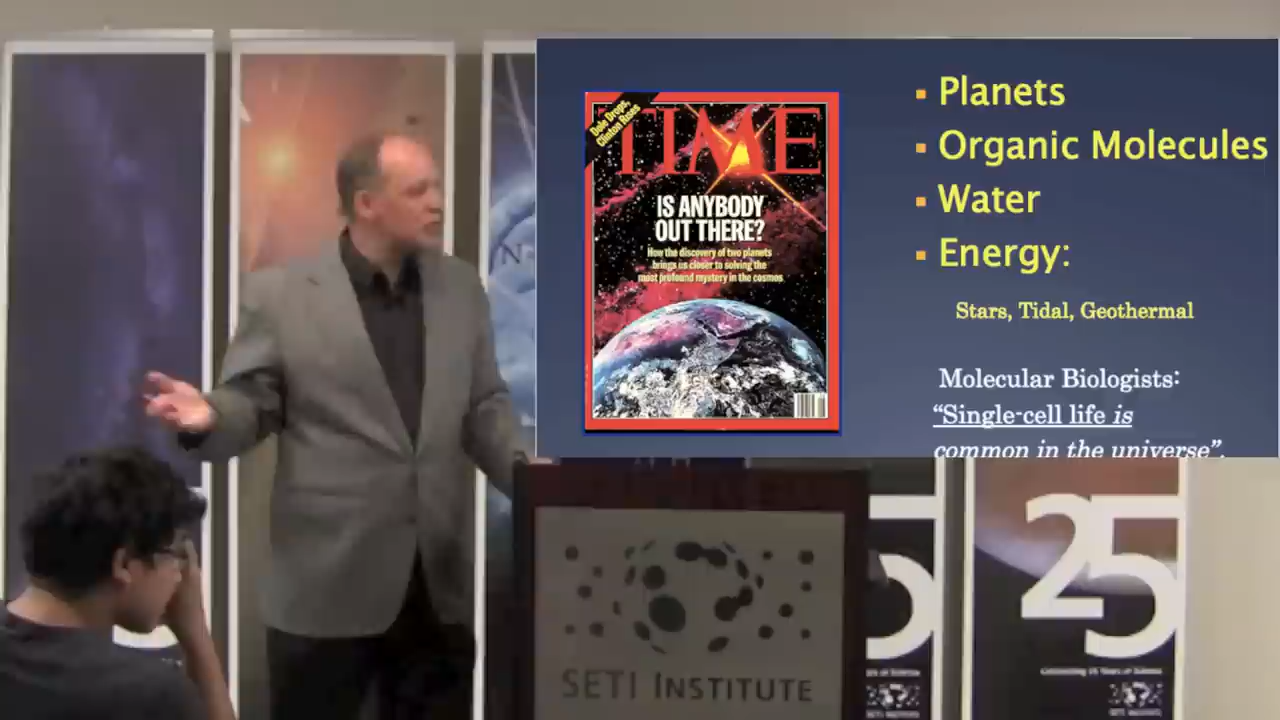 Dole Drops,
Clinton Rises
TIME
IS ANYBODY
OUT THERE?
How the discovery of two planets
brings us closer to solving the
most profound mystery in the cosmos
Planets
Organic Molecules
Water
Energy:
Stars, Tidal, Geothermal
Molecular Biologists:
“Single-cell life is
common in the universe”.
SETI INSTITUTE
5
25